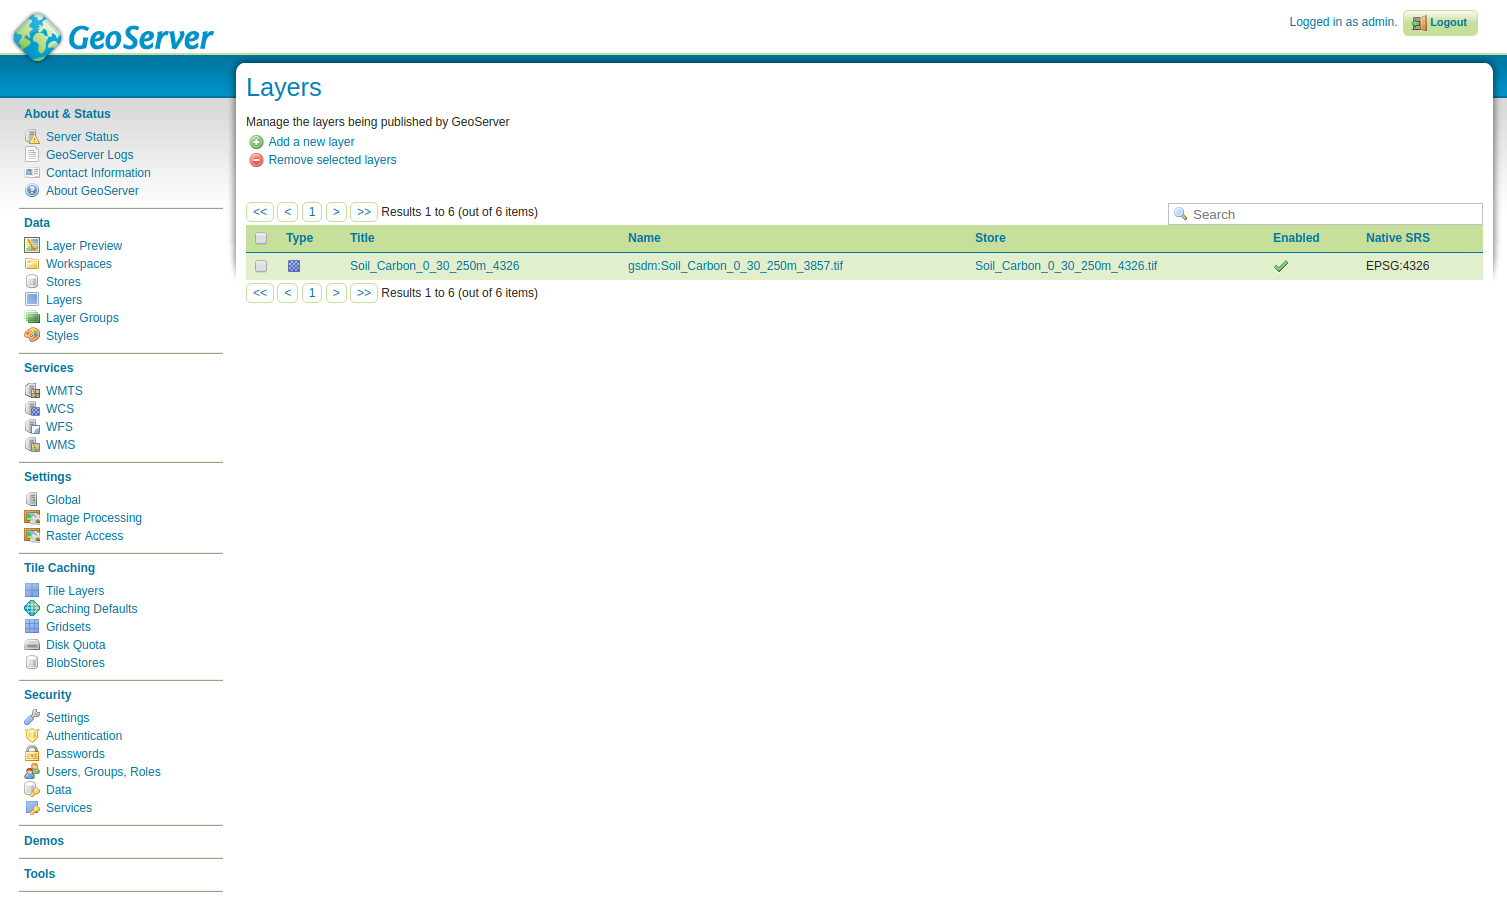 GeoServer
Logged in as admin. Logout
Layers
Manage the layers being published by GeoServer
Add a new layer
Remove selected layers
<< < 1 > >> Results 1 to 6 (out of 6 items) Search
Type Title Name Store Enabled Native SRS
Soil_Carbon_0_30_250m_4326 gsdm:Soil_Carbon_0_30_250m_3857.tif Soil_Carbon_0_30_250m_4326.tif EPSG:4326
<< < 1 > >> Results 1 to 6 (out of 6 items)
About & Status
Server Status
GeoServer Logs
Contact Information
About GeoServer
Data
Layer Preview
Workspaces
Stores
Layers
Layer Groups
Styles
Services
WMTS
WCS
WFS
WMS
Settings
Global
Image Processing
Raster Access
Tile Caching
Tile Layers
Caching Defaults
Gridsets
Disk Quota
BlobStores
Security
Settings
Authentication
Passwords
Users, Groups, Roles
Data
Services
Demos
Tools